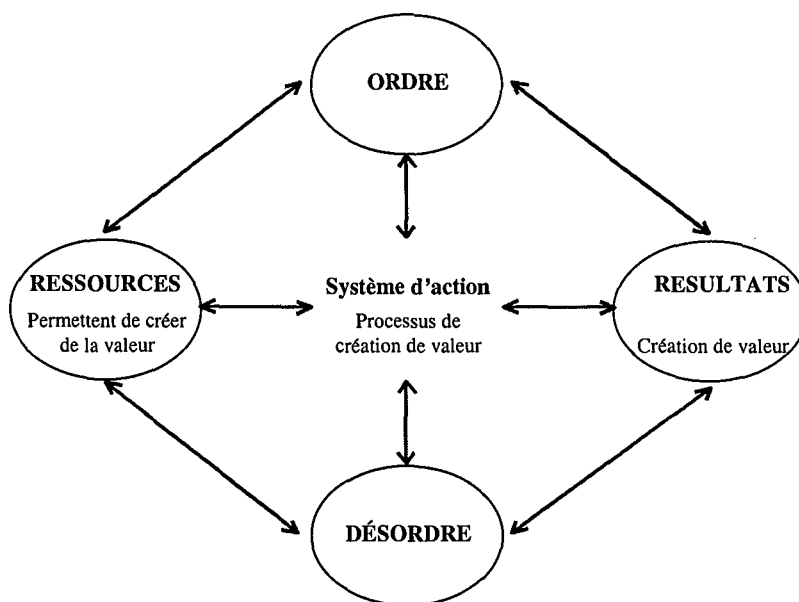 ORDRE
RESSOURCES
Permettent de créer
de la valeur
Système d'action
Processus de
création de valeur
RESULTATS
Création de valeur
DÉSORDRE